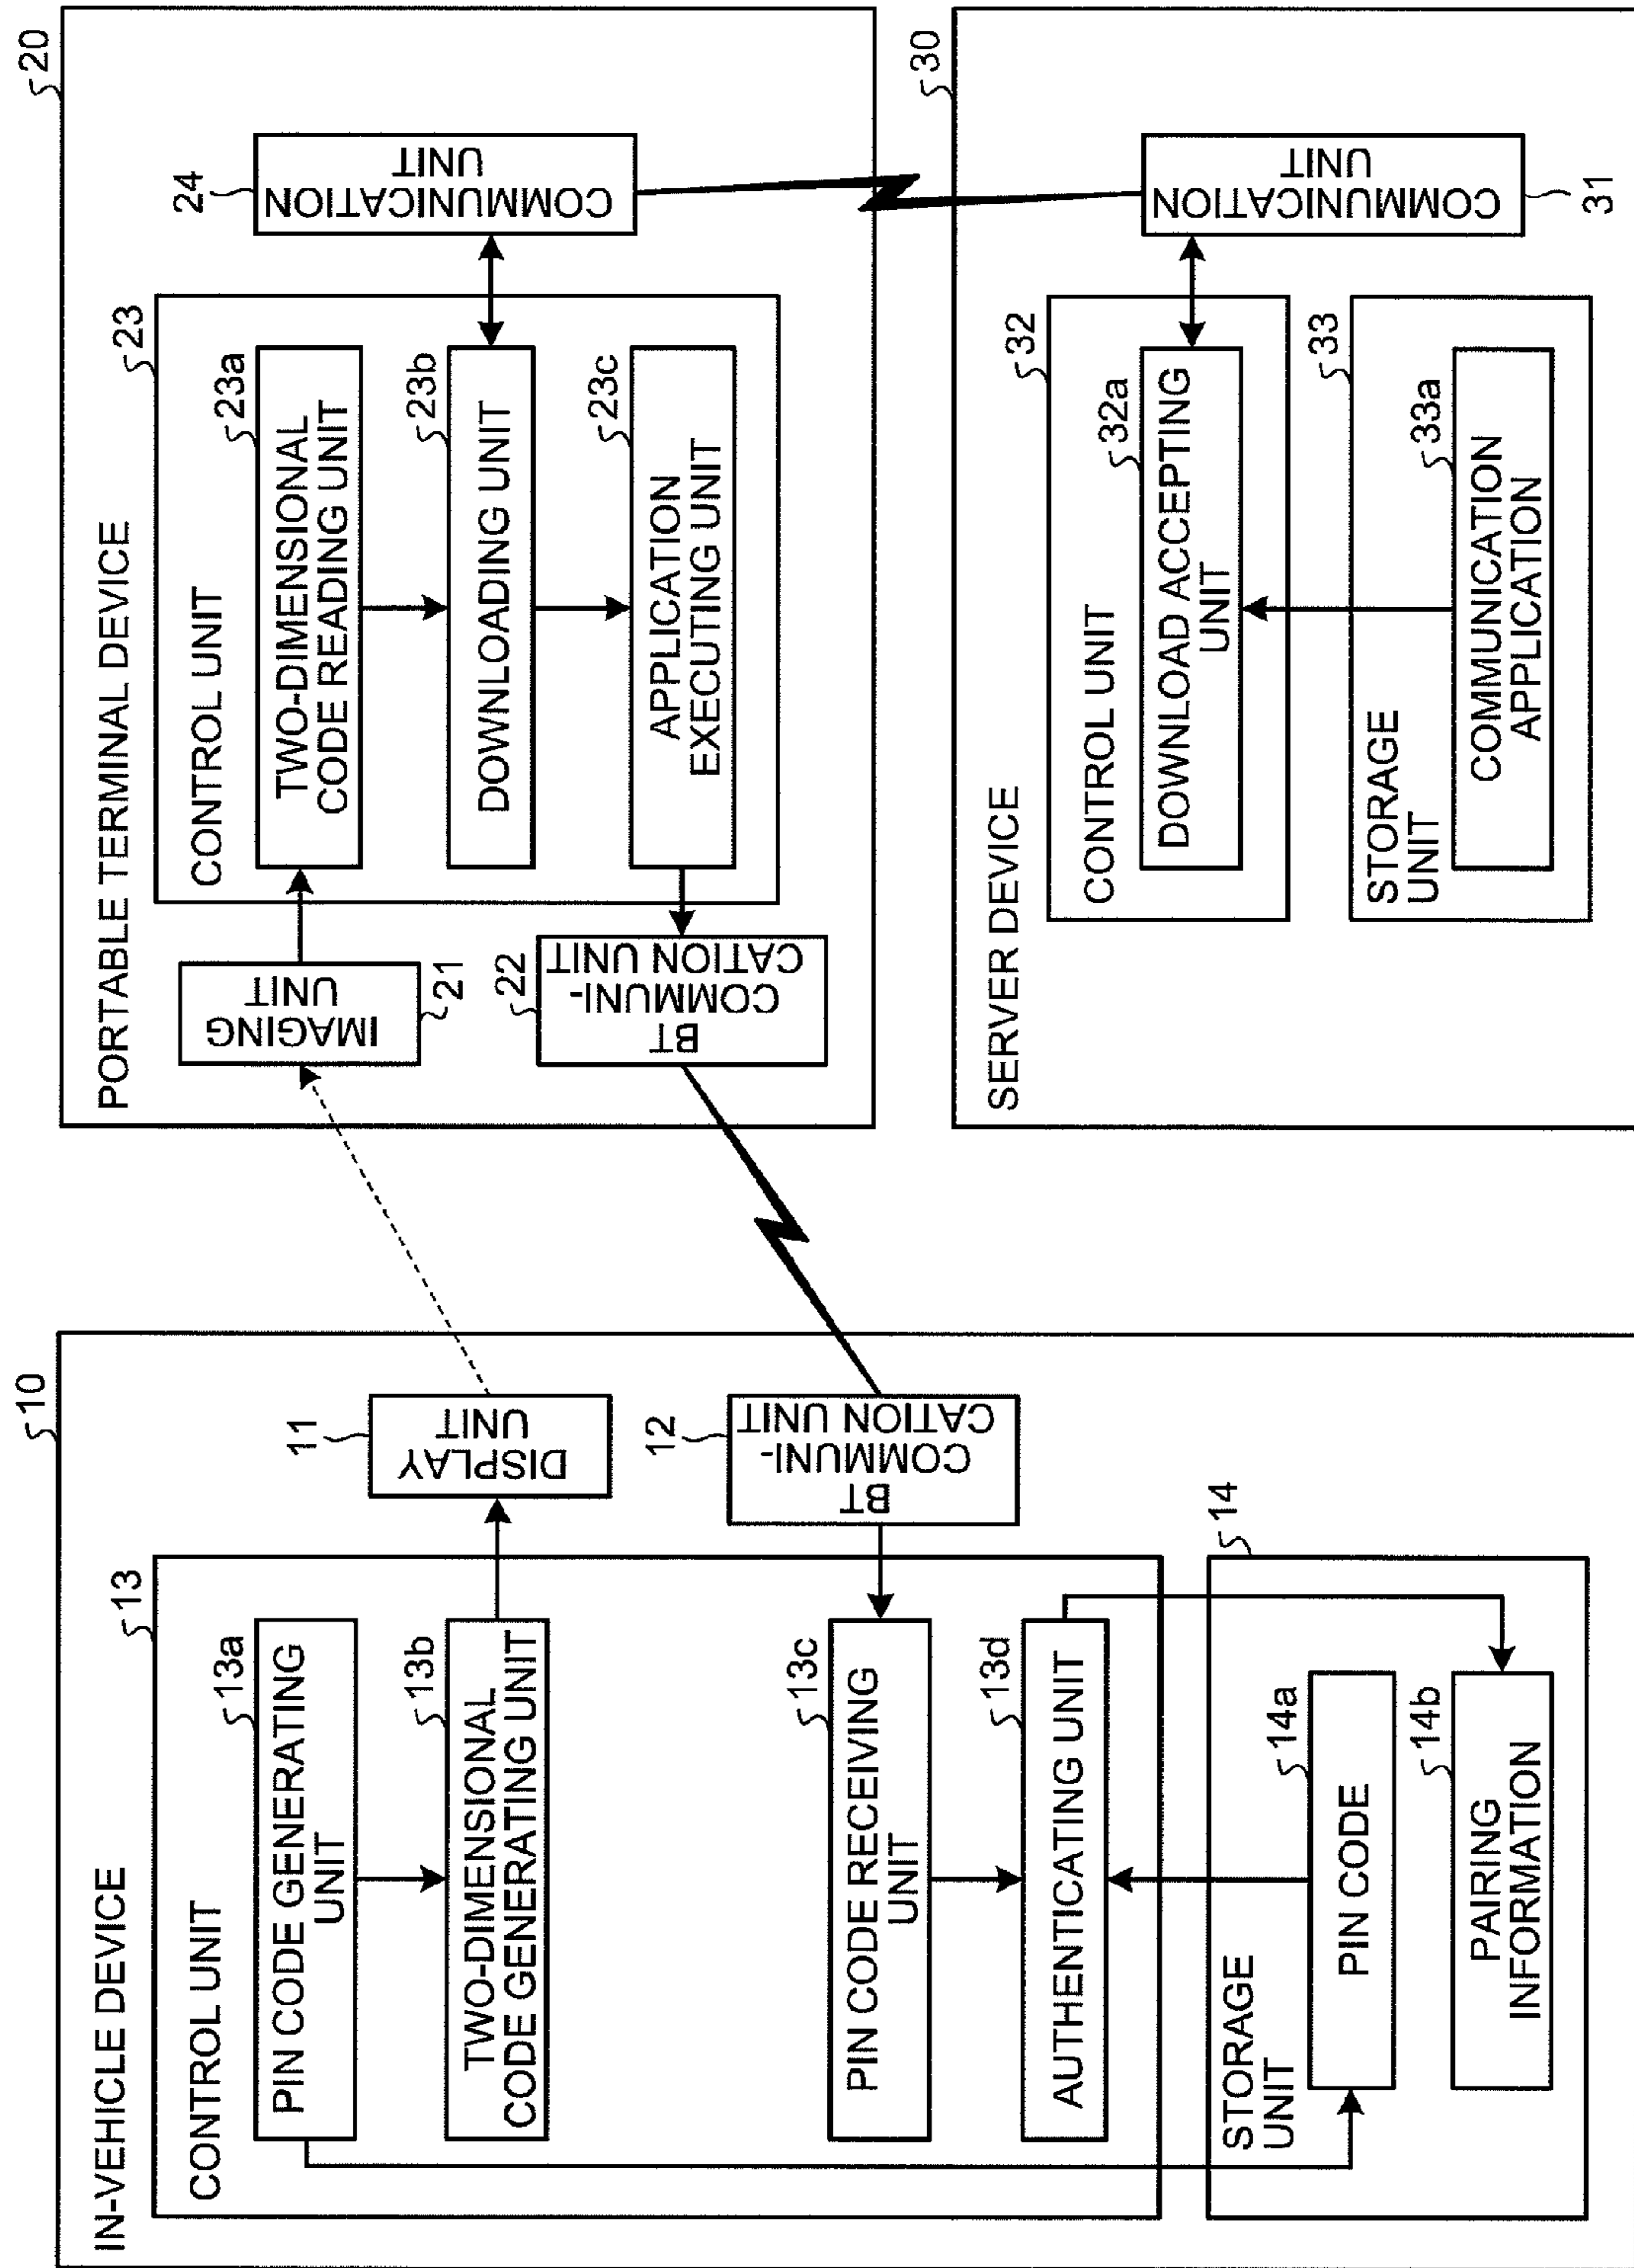 IN-VEHICLE DEVICE
10
CONTROL UNIT
13
PIN CODE GENERATING
UNIT
13a
TWO-DIMENSIONAL
CODE GENERATING UNIT
13b
DISPLAY
UNIT
11
PIN CODE RECEIVING
UNIT
13c
BT
COMMUNI-
CATION UNIT
12
AUTHENTICATING UNIT
13d
STORAGE
UNIT
14
PIN CODE
14a
PAIRING
INFORMATION
14b
PORTABLE TERMINAL DEVICE
20
IMAGING
UNIT
21
BT
COMMUNI-
CATION UNIT
22
CONTROL UNIT
23
TWO-DIMENSIONAL
CODE READING UNIT
23a
DOWNLOADING UNIT
23b
APPLICATION
EXECUTING UNIT
23c
COMMUNICATION
UNIT
24
SERVER DEVICE
30
CONTROL UNIT
32
DOWNLOAD ACCEPTING
UNIT
32a
COMMUNICATION
UNIT
31
STORAGE
UNIT
33
COMMUNICATION
APPLICATION
33a